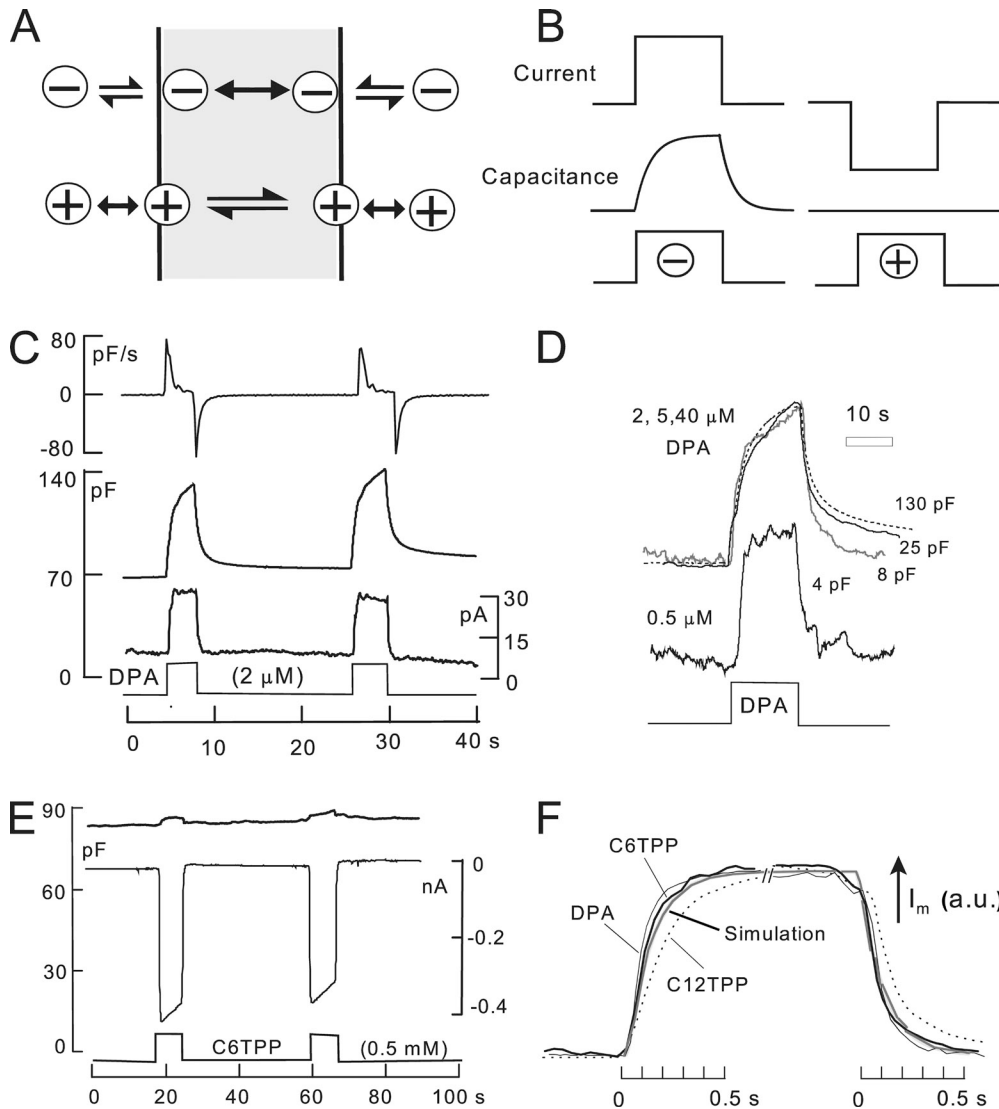 A
− − − −
+ + + +
B
Current
Capacitance
− +
C
80
pF/s
0
-80
140
pF
70
30
pA
15
0
0
DPA (2 μM)
0 10 20 30 40 s
D
2, 5,40 μM
DPA
10 s
130 pF
25 pF
8 pF
4 pF
0.5 μM
DPA
E
90
pF
60
30
0
0
nA
-0.2
-0.4
C6TPP (0.5 mM)
0 20 40 60 80 100 s
F
C6TPP
DPA
Simulation
C12TPP
Im (a.u.)
0 0.5 s 0 0.5 s